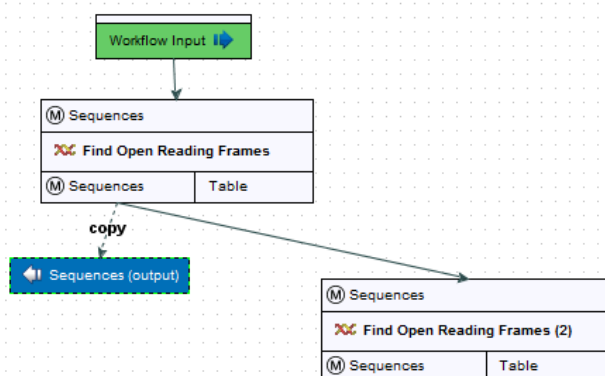 Workflow Input
M Sequences
Find Open Reading Frames
M Sequences Table
copy
Sequences (output)
M Sequences
Find Open Reading Frames (2)
M Sequences Table